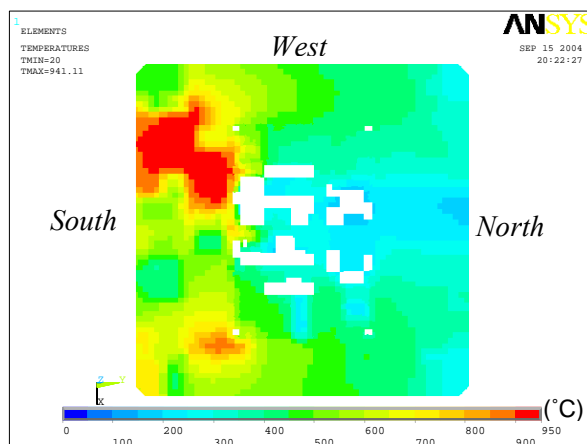 1
ELEMENTS
TEMPERATURES
TMIN=20
TMAX=941.11
ANSYS
SEP 15 2004
20:22:27
West
South
North
Z Y
X
(°C)
0 100 200 300 400 500 600 700 800 900 950